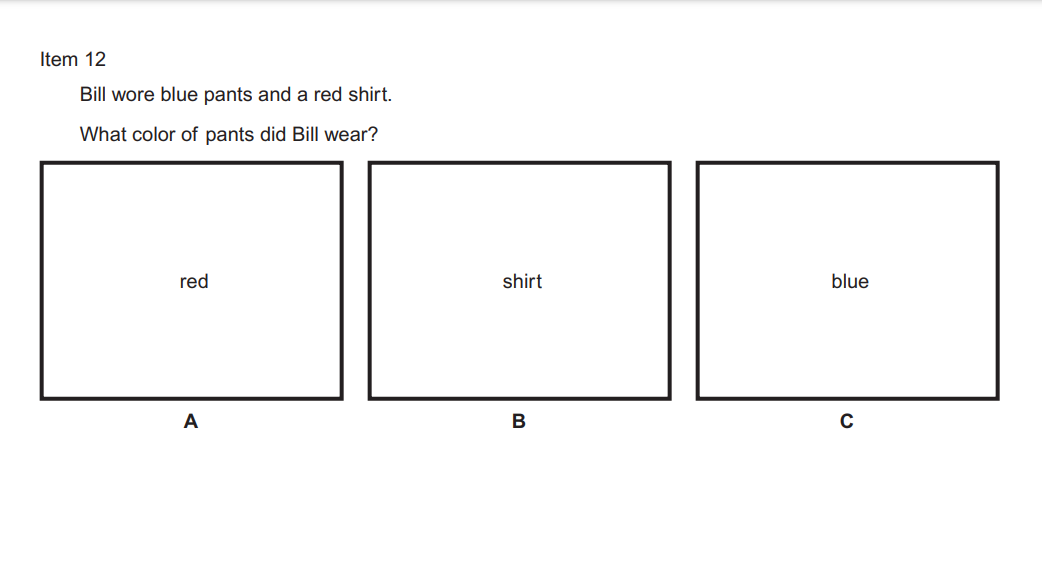 Item 12
Bill wore blue pants and a red shirt.
What color of pants did Bill wear?
red
shirt
blue
A
B
C